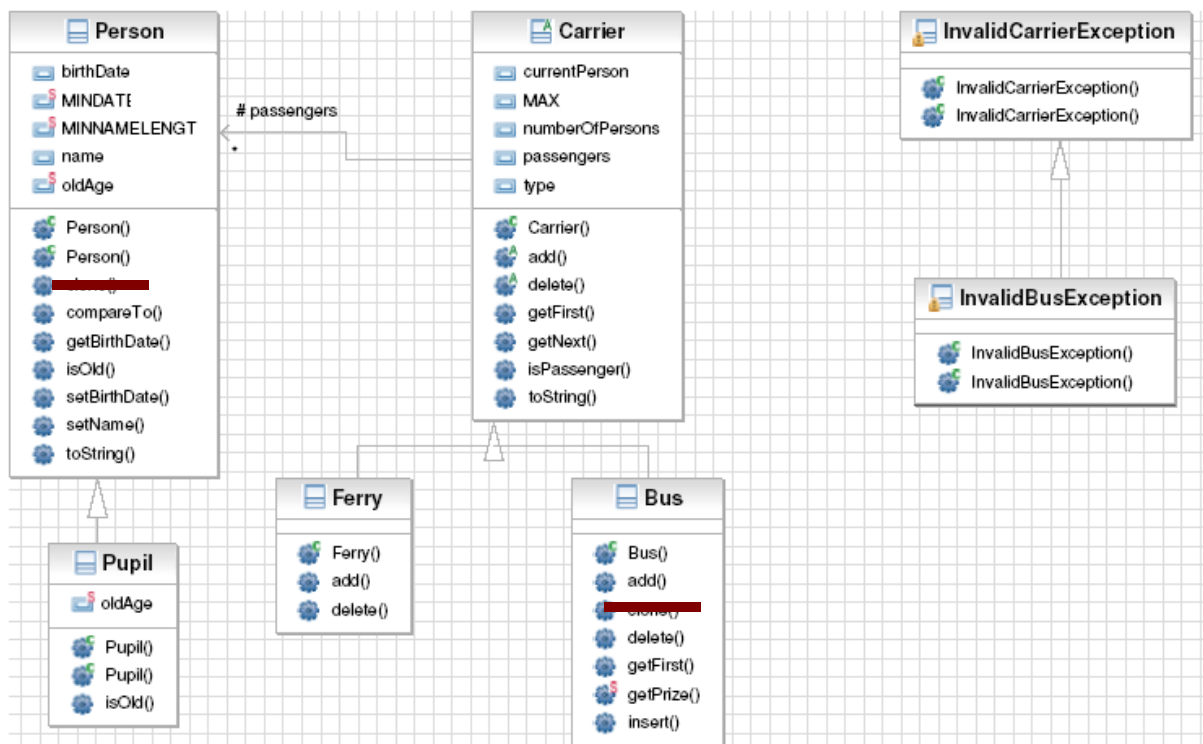 Person
birthDate
MINDATE
MINNAMELENGT
name
oldAge
Person()
Person()
compareTo()
getBirthDate()
isOld()
setBirthDate()
setName()
toString()
# passengers
*
Carrier
currentPerson
MAX
numberOfPersons
passengers
type
Carrier()
add()
delete()
getFirst()
getNext()
isPassenger()
toString()
InvalidCarrierException
InvalidCarrierException()
InvalidCarrierException()
InvalidBusException
InvalidBusException()
InvalidBusException()
Pupil
oldAge
Pupil()
Pupil()
isOld()
Ferry
Ferry()
add()
delete()
Bus
Bus()
add()
delete()
getFirst()
getPrize()
insert()